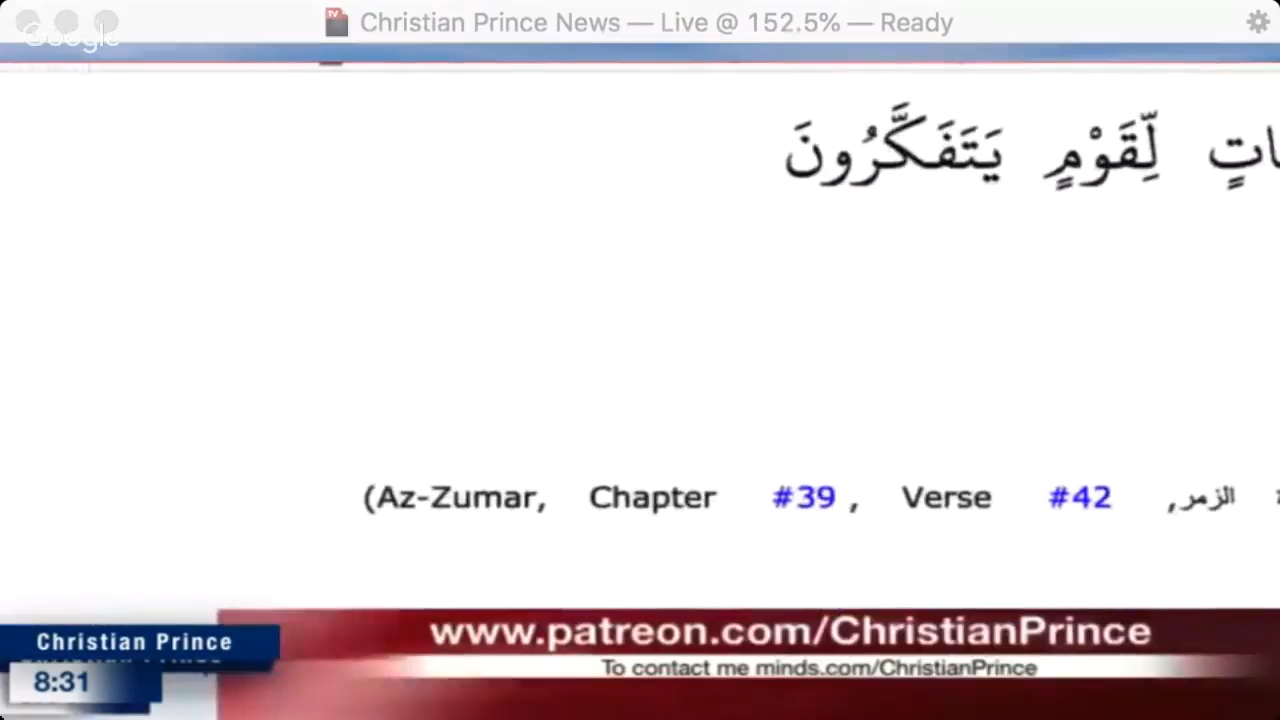 Christian Prince News — Live @ 152.5% — Ready
Google
لِّقَوْمٍ يَتَفَكَّرُونَ
(Az-Zumar, Chapter #39 , Verse #42 الزمر,
www.patreon.com/ChristianPrince
Christian Prince
To contact me minds.com/ChristianPrince
8:31